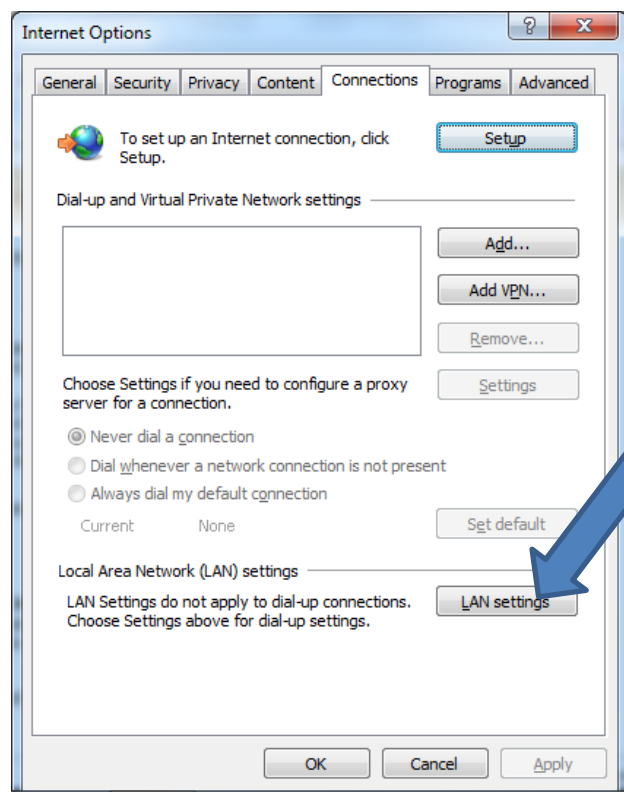 Internet Options
General Security Privacy Content Connections Programs Advanced
To set up an Internet connection, click
Setup.
Setup
Dial-up and Virtual Private Network settings
Add...
Add VPN...
Remove...
Choose Settings if you need to configure a proxy
server for a connection.
Settings
Never dial a connection
Dial whenever a network connection is not present
Always dial my default connection
Current None
Set default
Local Area Network (LAN) settings
LAN Settings do not apply to dial-up connections.
Choose Settings above for dial-up settings.
LAN settings
OK Cancel Apply